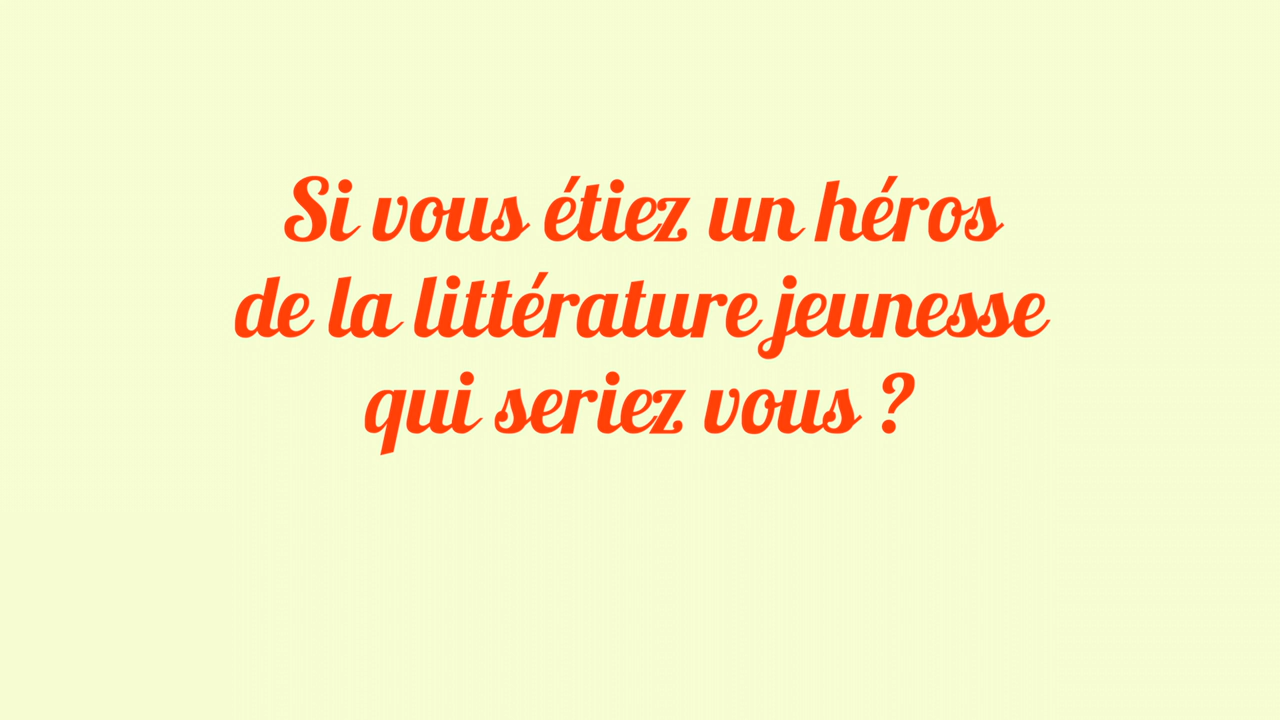 Si vous étiez un héros
de la littérature jeunesse
qui seriez vous ?